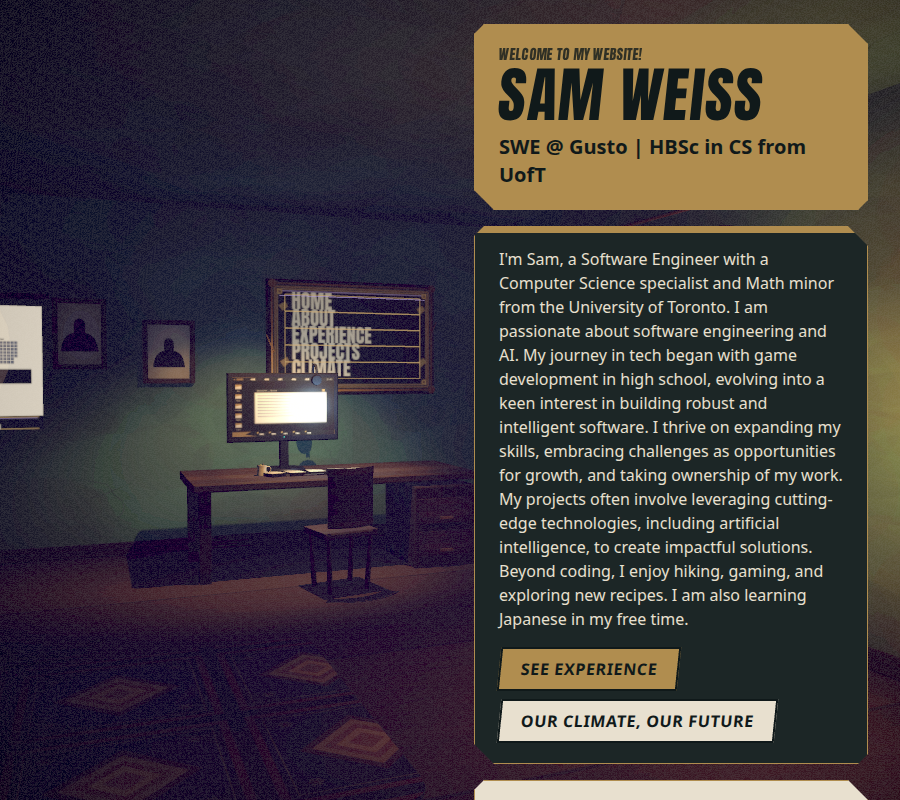 WELCOME TO MY WEBSITE!
SAM WEISS
SWE @ Gusto | HBSc in CS from
UofT
HOME
ABOUT
EXPERIENCE
PROJECTS
CLIMATE
I'm Sam, a Software Engineer with a
Computer Science specialist and Math minor
from the University of Toronto. I am
passionate about software engineering and
AI. My journey in tech began with game
development in high school, evolving into a
keen interest in building robust and
intelligent software. I thrive on expanding my
skills, embracing challenges as opportunities
for growth, and taking ownership of my work.
My projects often involve leveraging cutting-
edge technologies, including artificial
intelligence, to create impactful solutions.
Beyond coding, I enjoy hiking, gaming, and
exploring new recipes. I am also learning
Japanese in my free time.
SEE EXPERIENCE
OUR CLIMATE, OUR FUTURE